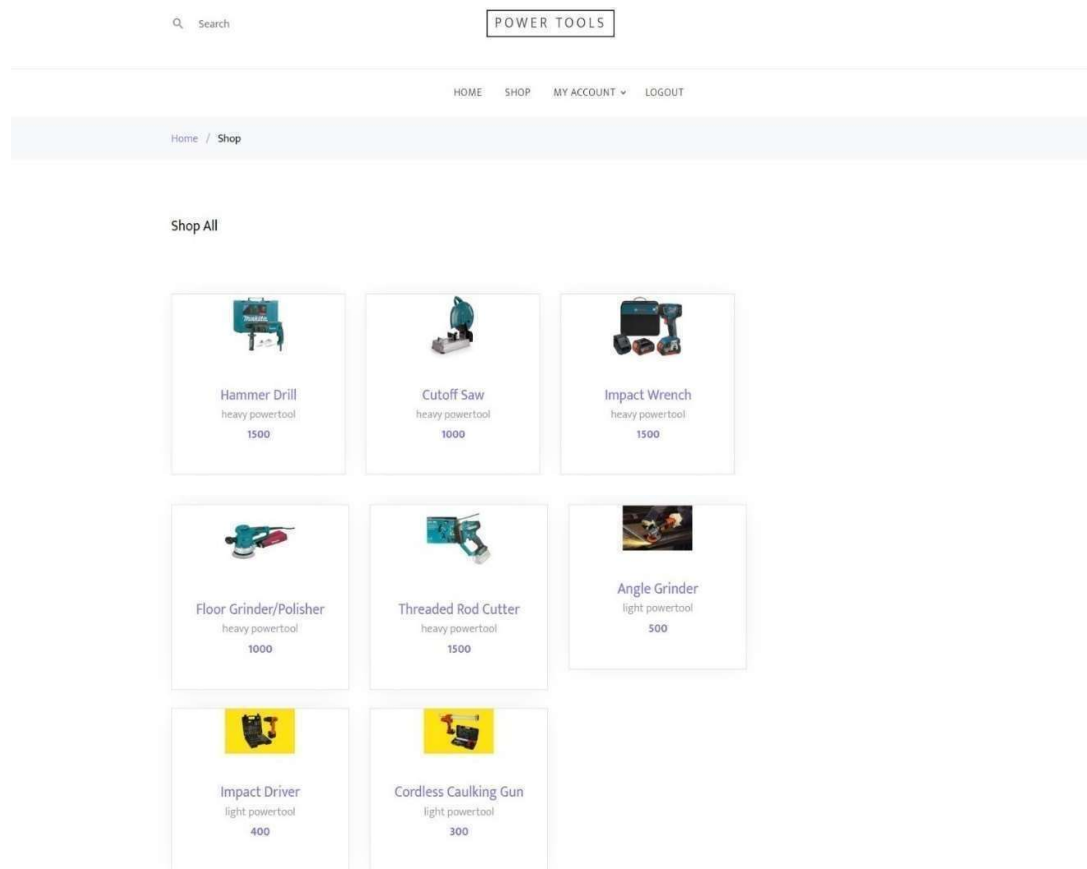 Search
POWER TOOLS
HOME SHOP MY ACCOUNT LOGOUT
Home / Shop
Shop All
Hammer Drill
heavy powertool
1500
Cutoff Saw
heavy powertool
1000
Impact Wrench
heavy powertool
1500
Floor Grinder/Polisher
heavy powertool
1000
Threaded Rod Cutter
heavy powertool
1500
Angle Grinder
light powertool
500
Impact Driver
light powertool
400
Cordless Caulking Gun
light powertool
300